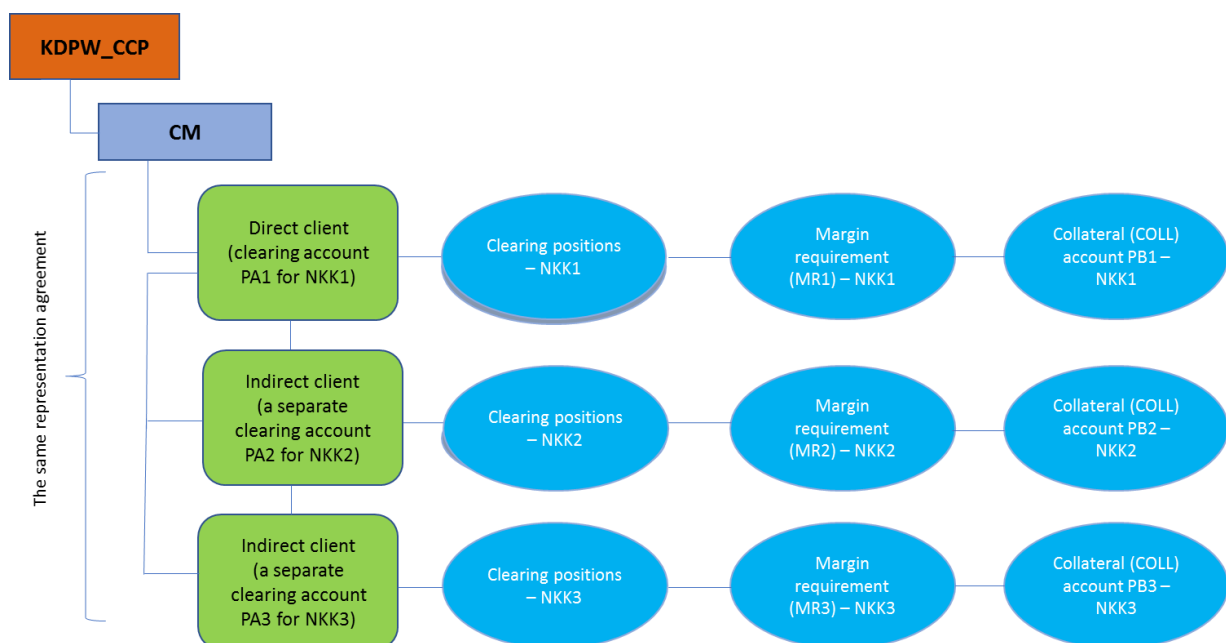 KDPW_CCP
CM
The same representation agreement
Direct client
(clearing account
PA1 for NKK1)
Clearing positions
– NKK1
Margin
requirement
(MR1) – NKK1
Collateral (COLL)
account PB1 –
NKK1
Indirect client
(a separate
clearing account
PA2 for NKK2)
Clearing positions
– NKK2
Margin
requirement
(MR2) – NKK2
Collateral (COLL)
account PB2 –
NKK2
Indirect client
(a separate
clearing account
PA3 for NKK3)
Clearing positions
– NKK3
Margin
requirement
(MR3) – NKK3
Collateral (COLL)
account PB3 –
NKK3